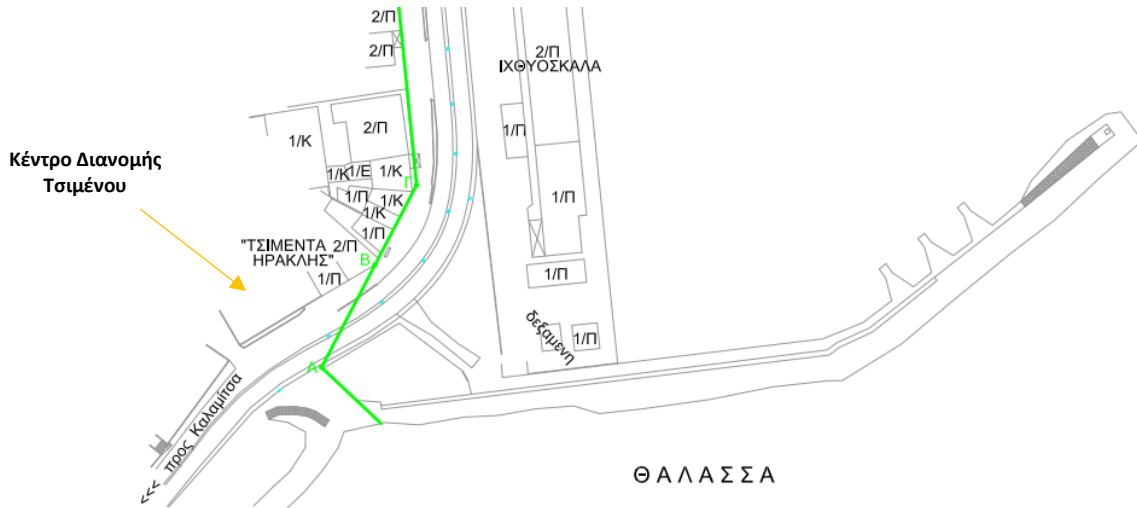 2/Π
2/Π
2/Π
ΙΧΘΥΟΣΚΑΛΑ
1/Π
2/Π
1/Κ
Κέντρο Διανομής
Τσιμένου
1/Κ
1/Ε
1/Κ
Γ
1/Π
1/Π
1/Κ
1/Κ
1/Π
"ΤΣΙΜΕΝΤΑ
ΗΡΑΚΛΗΣ"
2/Π
Β
1/Π
1/Π
δεξαμενη
1/Π
Α
<<< προς Καλαμίτσα
ΘΑΛΑΣΣΑ